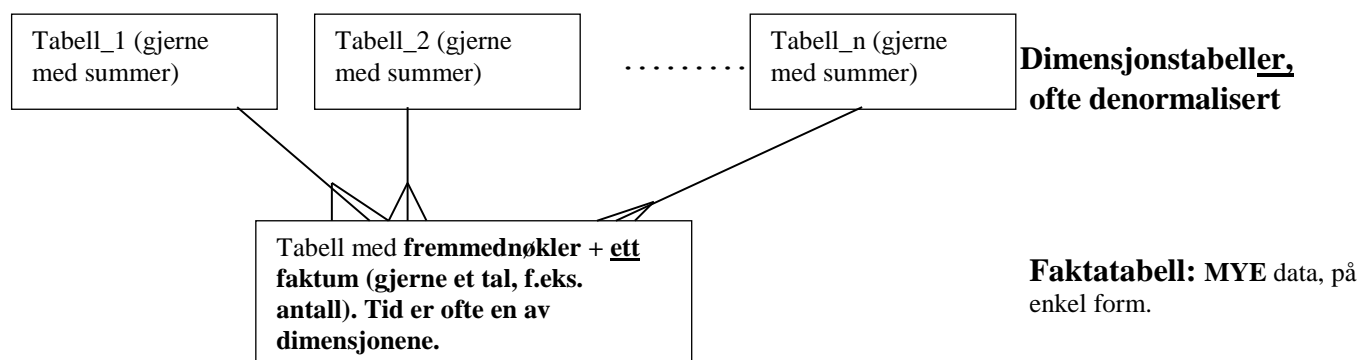 Tabell_1 (gjerne
med summer)
Tabell_2 (gjerne
med summer)
. . . . . . . .
Tabell_n (gjerne
med summer)
Dimensjonstabeller,
ofte denormalisert
Tabell med fremmednøkler + ett
faktum (gjerne et tal, f.eks.
antall). Tid er ofte en av
dimensjonene.
Faktatabell: MYE data, på
enkel form.